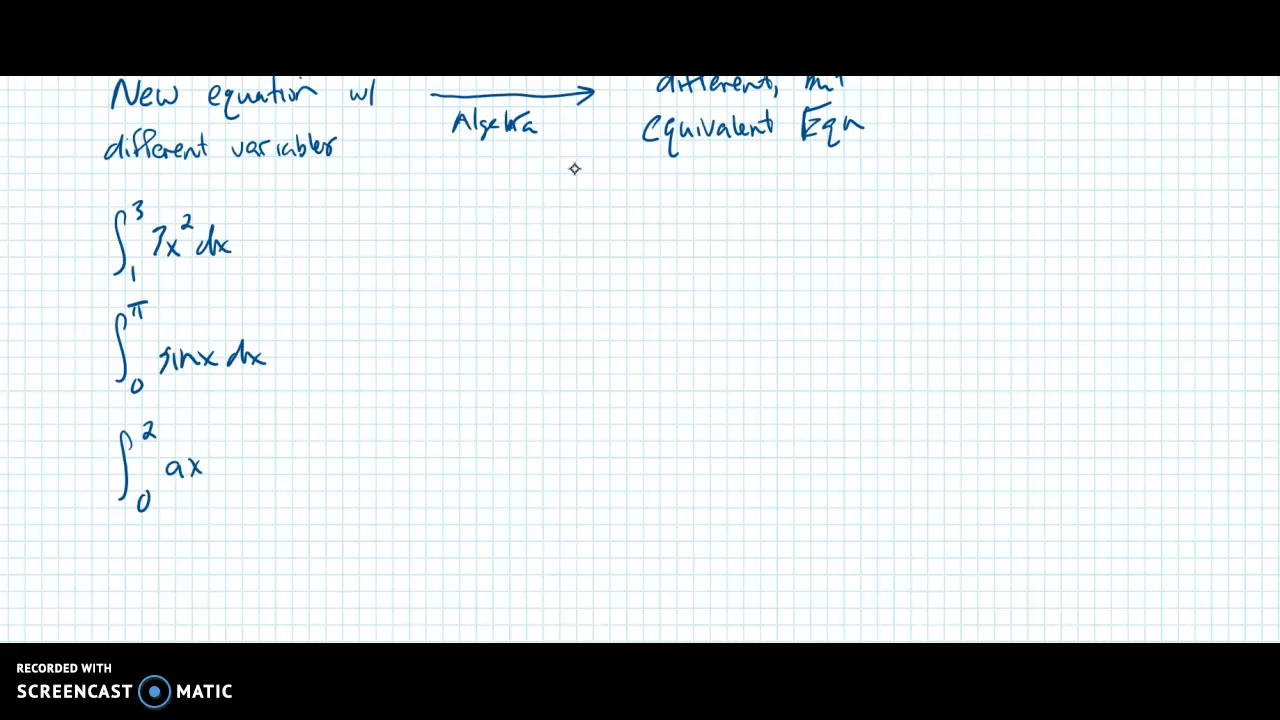 different,
New equation w/
Algebra
Equivalent Eqn
different variables
∫₁³ 7x² dx
∫₀^π sinx dx
∫₀² ax
RECORDED WITH
SCREENCAST MATIC